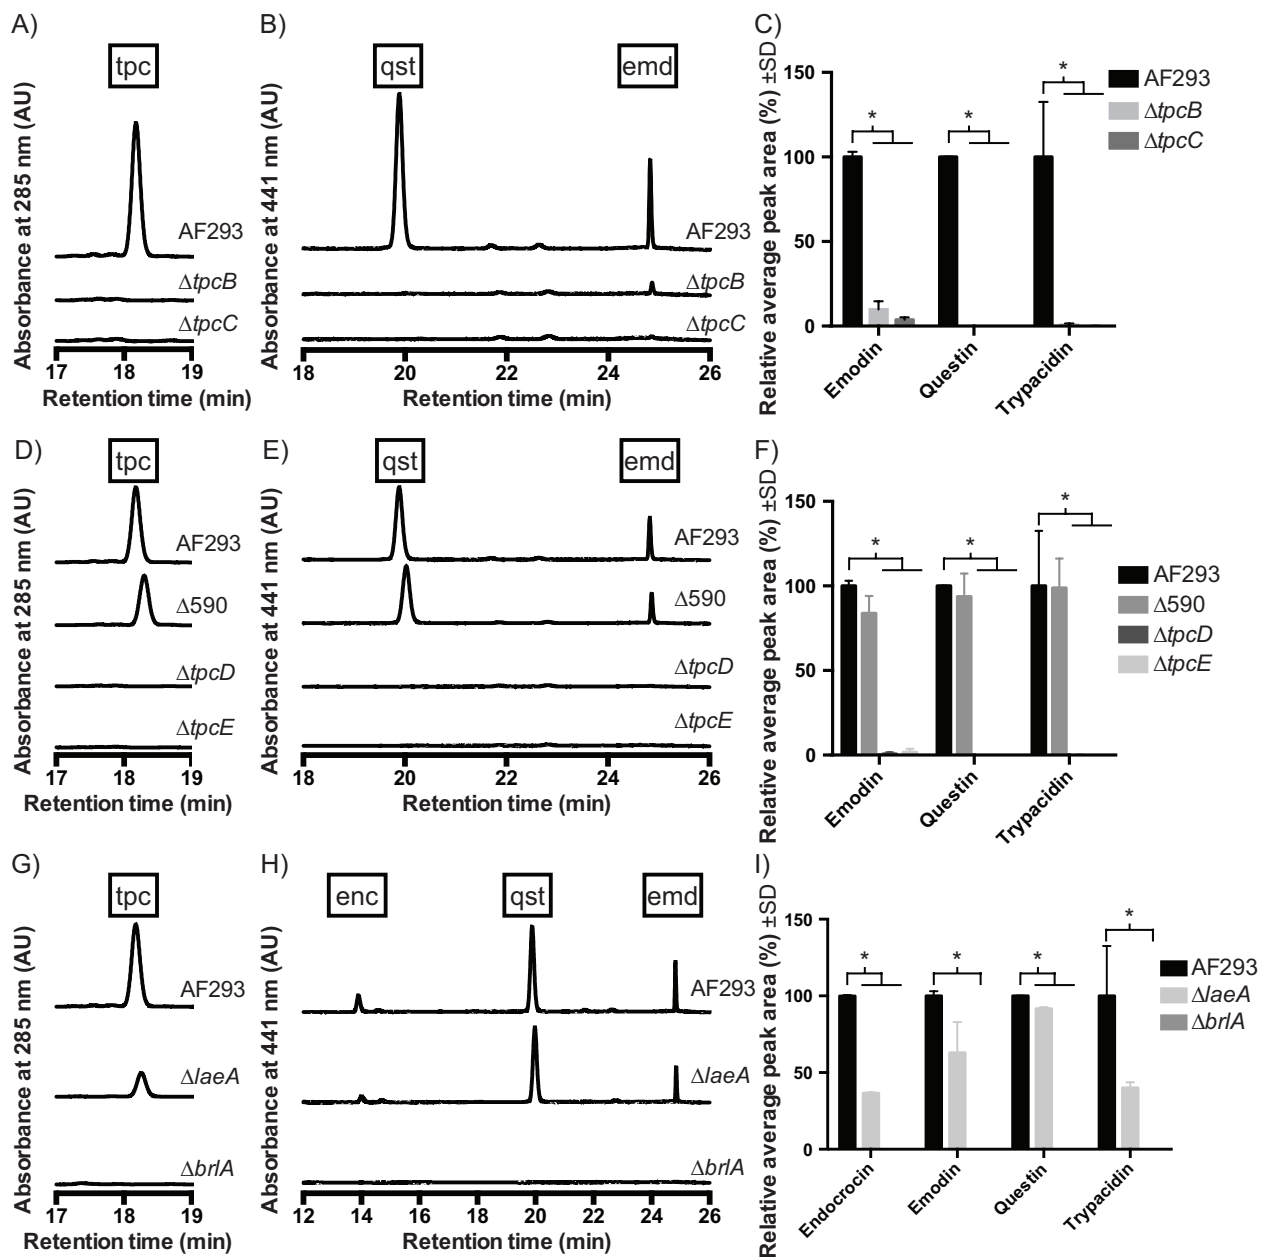 A)
tpc
Absorbance at 285 nm (AU)
AF293
ΔtpcB
ΔtpcC
17 18 19
Retention time (min)
B)
qst
emd
Absorbance at 441 nm (AU)
AF293
ΔtpcB
ΔtpcC
18 20 22 24 26
Retention time (min)
C)
Relative average peak area (%) ±SD
150
100
50
0
* * *
Emodin
Questin
Trypacidin
AF293
ΔtpcB
ΔtpcC
D)
tpc
Absorbance at 285 nm (AU)
AF293
Δ590
ΔtpcD
ΔtpcE
17 18 19
Retention time (min)
E)
qst
emd
Absorbance at 441 nm (AU)
AF293
Δ590
ΔtpcD
ΔtpcE
18 20 22 24 26
Retention time (min)
F)
Relative average peak area (%) ±SD
150
100
50
0
* * *
Emodin
Questin
Trypacidin
AF293
Δ590
ΔtpcD
ΔtpcE
G)
tpc
Absorbance at 285 nm (AU)
AF293
ΔlaeA
ΔbrlA
17 18 19
Retention time (min)
H)
enc
qst
emd
Absorbance at 441 nm (AU)
AF293
ΔlaeA
ΔbrlA
12 14 16 18 20 22 24 26
Retention time (min)
I)
Relative average peak area (%) ±SD
150
100
50
0
* * * *
Endocrocin
Emodin
Questin
Trypacidin
AF293
ΔlaeA
ΔbrlA